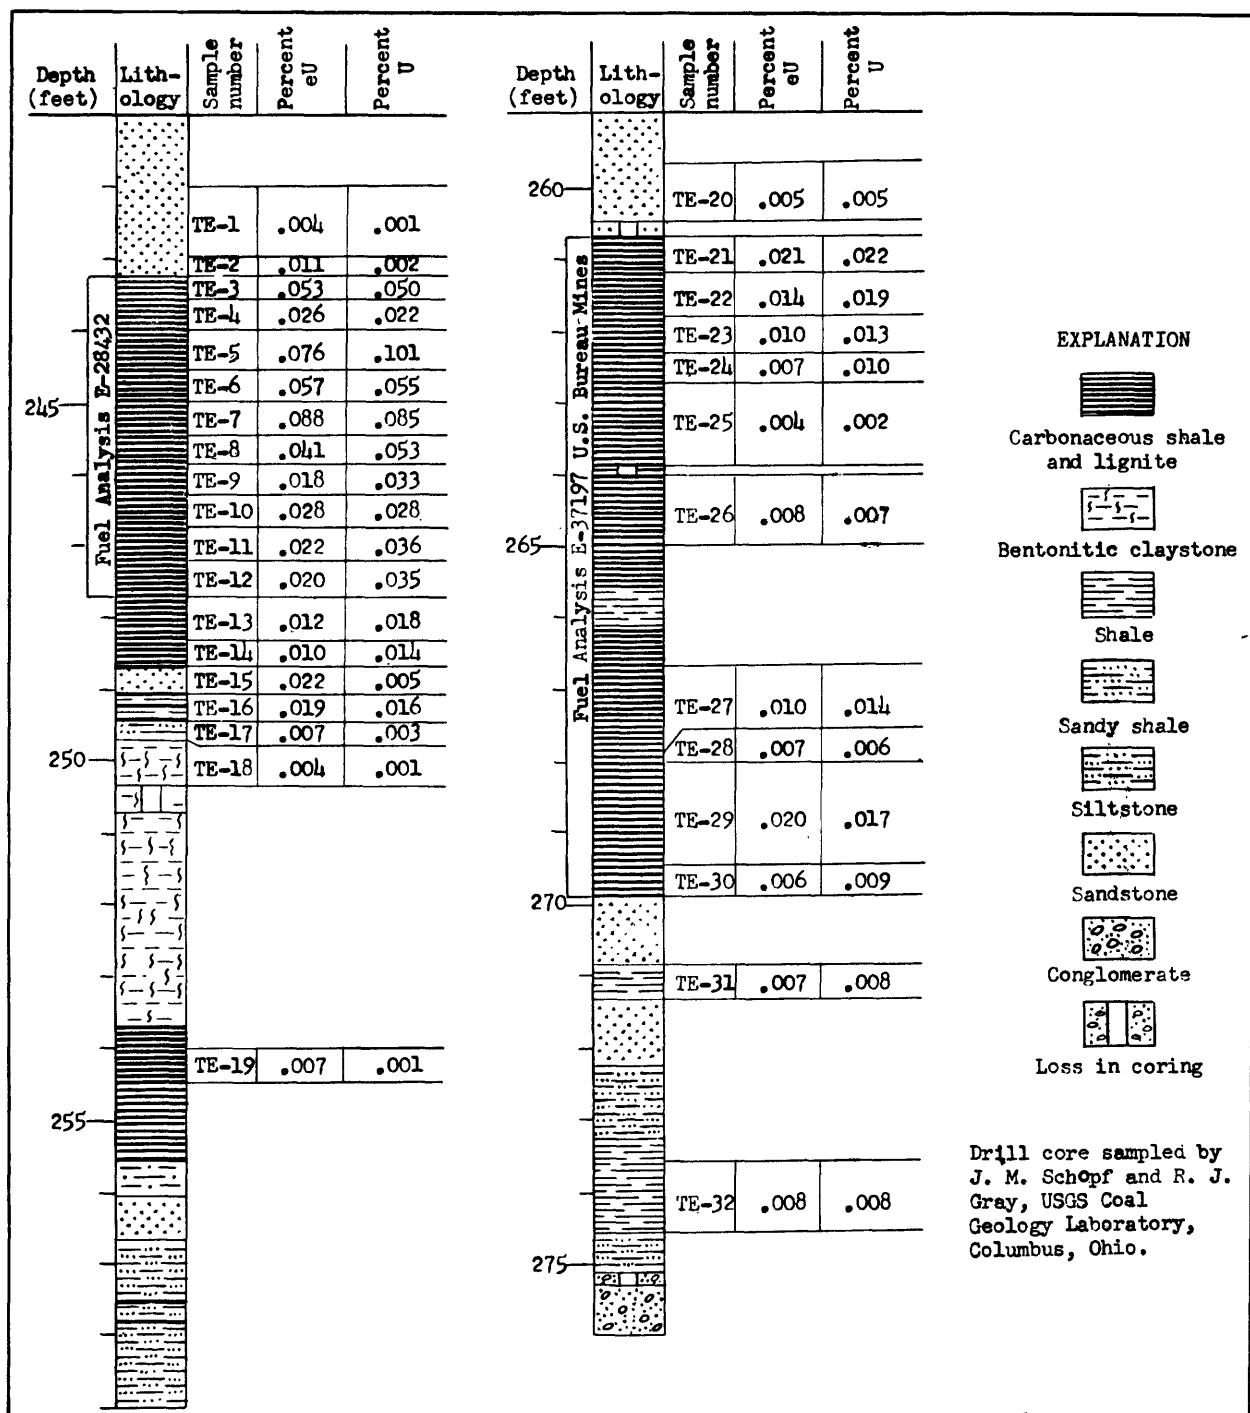 Depth (feet) Lith-ology Sample number Percent eU Percent U
TE-1 .004 .001
TE-2 .011 .002
TE-3 .053 .050
TE-4 .026 .022
TE-5 .076 .101
TE-6 .057 .055
245 TE-7 .088 .085
TE-8 .041 .053
TE-9 .018 .033
TE-10 .028 .028
TE-11 .022 .036
TE-12 .020 .035
TE-13 .012 .018
TE-14 .010 .014
TE-15 .022 .005
TE-16 .019 .016
TE-17 .007 .003
250 TE-18 .004 .001
TE-19 .007 .001
255
Fuel Analysis E-28432
Depth (feet) Lith-ology Sample number Percent eU Percent U
260 TE-20 .005 .005
TE-21 .021 .022
TE-22 .014 .019
TE-23 .010 .013
TE-24 .007 .010
TE-25 .004 .002
TE-26 .008 .007
265
TE-27 .010 .014
TE-28 .007 .006
TE-29 .020 .017
TE-30 .006 .009
270
TE-31 .007 .008
TE-32 .008 .008
275
Fuel Analysis E-37197 U.S. Bureau Mines
EXPLANATION
Carbonaceous shale
and lignite
Bentonitic claystone
Shale
Sandy shale
Siltstone
Sandstone
Conglomerate
Loss in coring
Drill core sampled by
J. M. Schopf and R. J.
Gray, USGS Coal
Geology Laboratory,
Columbus, Ohio.